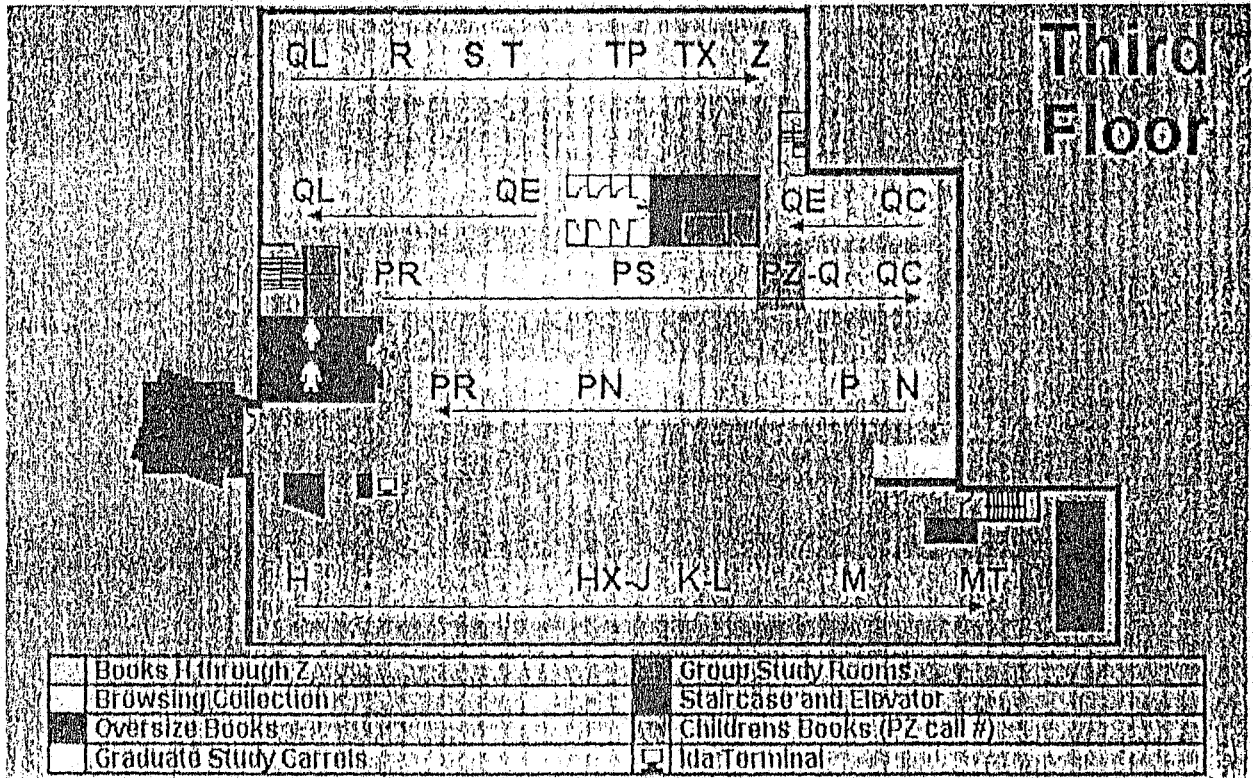 Third
Floor
QL R S T TP TX Z
QL QE QE QC
PR PS PZ-Q QC
PR PN P N
H HX-J K-L M MT
Books H through Z
Browsing Collection
Oversize Books
Graduate Study Carrels
Group Study Rooms
Staircase and Elevator
Childrens Books (PZ call #)
Ida Terminal